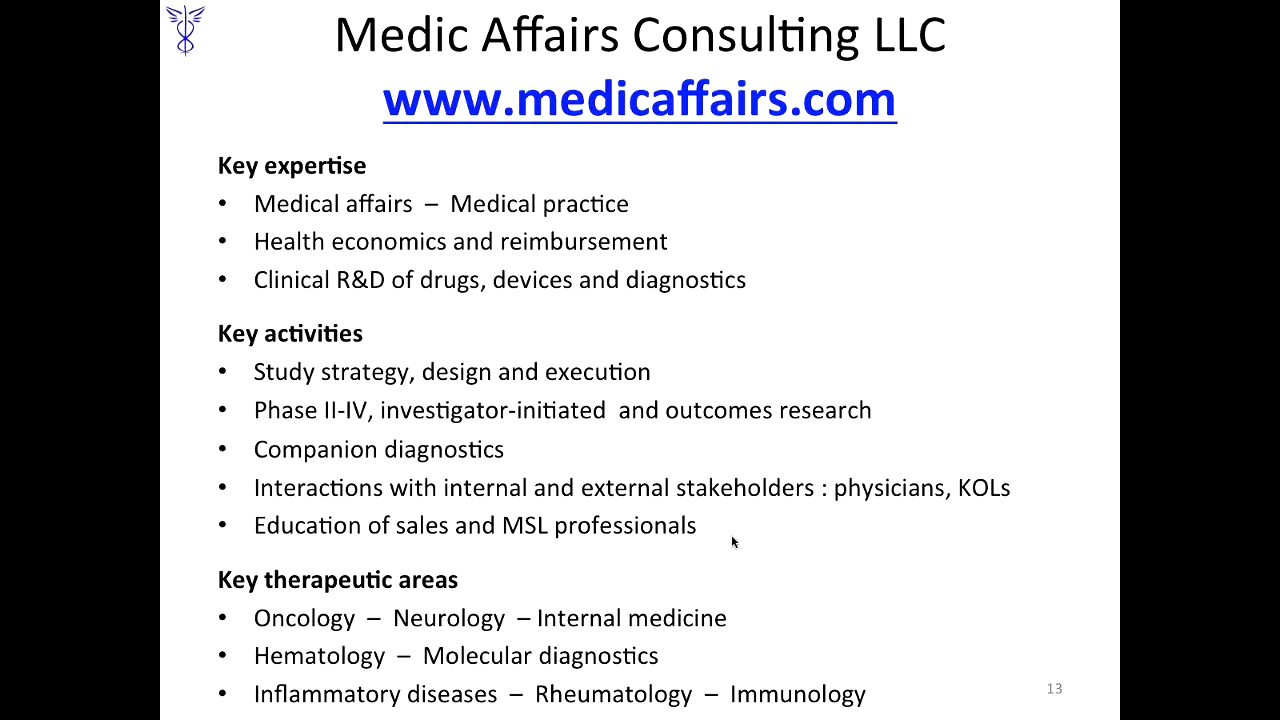 Medic Affairs Consulting LLC
www.medicaffairs.com
Key expertise
• Medical affairs – Medical practice
• Health economics and reimbursement
• Clinical R&D of drugs, devices and diagnostics
Key activities
• Study strategy, design and execution
• Phase II-IV, investigator-initiated and outcomes research
• Companion diagnostics
• Interactions with internal and external stakeholders : physicians, KOLs
• Education of sales and MSL professionals
Key therapeutic areas
• Oncology – Neurology – Internal medicine
• Hematology – Molecular diagnostics
• Inflammatory diseases – Rheumatology – Immunology
13